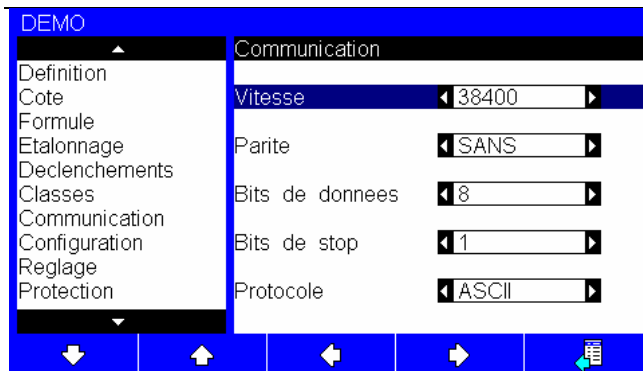 DEMO
Definition
Cote
Formule
Etalonnage
Declenchements
Classes
Communication
Configuration
Reglage
Protection
Communication
Vitesse 38400
Parite SANS
Bits de donnees 8
Bits de stop 1
Protocole ASCII